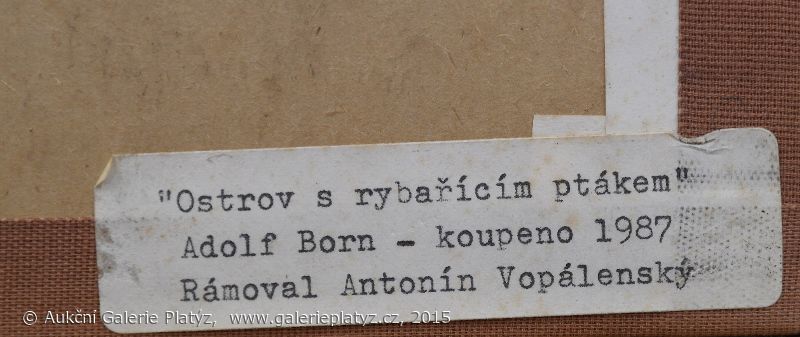 "Ostrov s rybařícím ptákem"
Adolf Born - koupeno 1987
Rámoval Antonín Vopálenský
© Aukční Galerie Platýz, www.galerieplatyz.cz, 2015